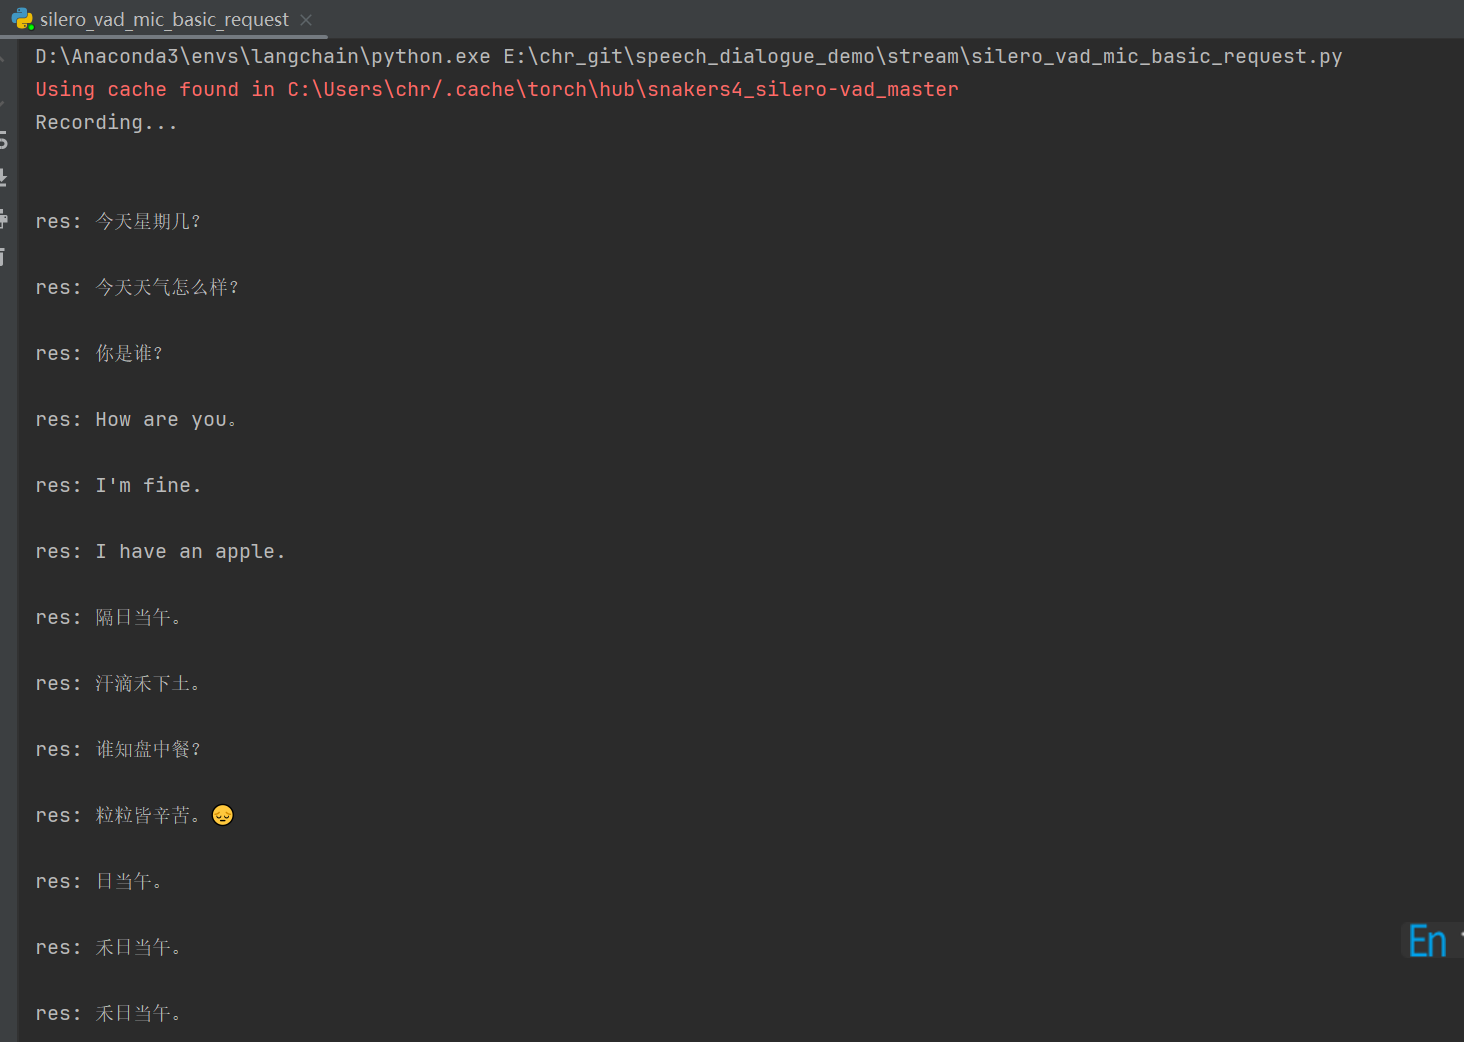 silero_vad_mic_basic_request
D:\Anaconda3\envs\langchain\python.exe E:\chr_git\speech_dialogue_demo\stream\silero_vad_mic_basic_request.py
Using cache found in C:\Users\chr/.cache\torch\hub\snakers4_silero-vad_master
Recording...
res: 今天星期几?
res: 今天天气怎么样?
res: 你是谁?
res: How are you。
res: I'm fine.
res: I have an apple.
res: 隔日当午。
res: 汗滴禾下土。
res: 谁知盘中餐?
res: 粒粒皆辛苦。😔
res: 日当午。
res: 禾日当午。
En
res: 禾日当午。